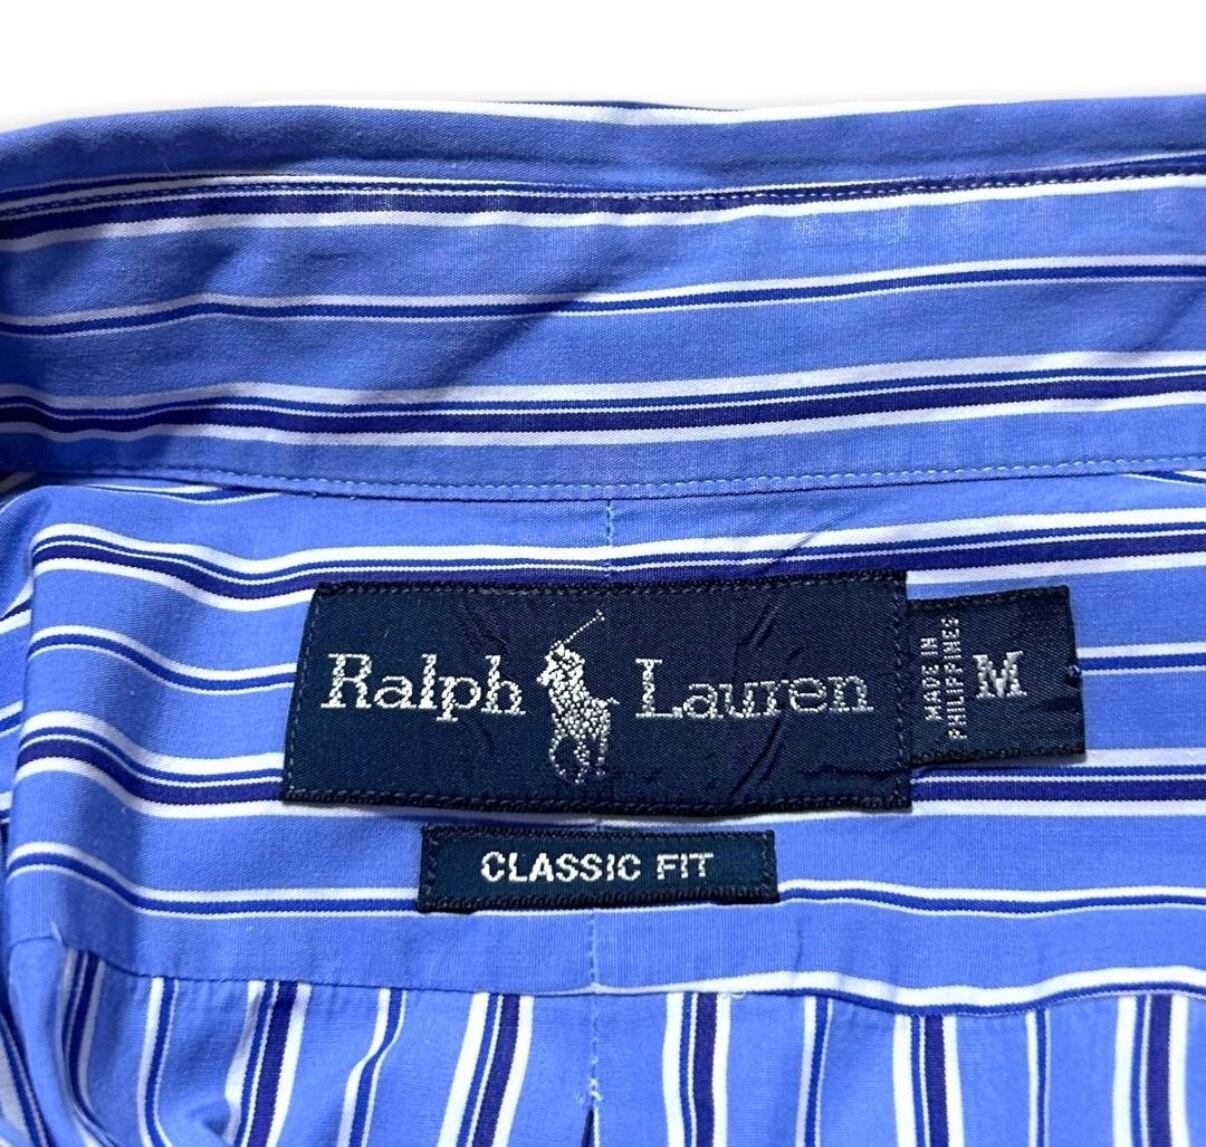 Ralph Lauren
MADE IN
PHILIPPINES
M
CLASSIC FIT